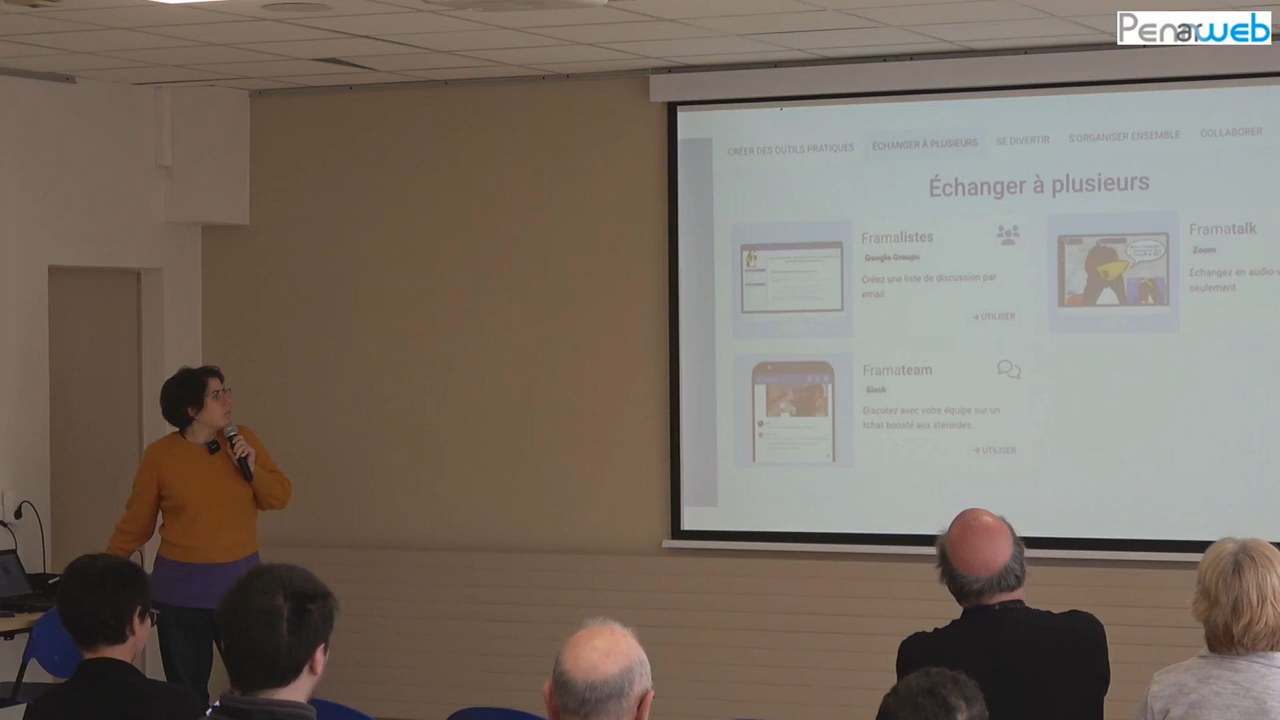 Penarweb
CRÉER DES OUTILS PRATIQUES ÉCHANGER À PLUSIEURS SE DIVERTIR S'ORGANISER ENSEMBLE COLLABORER
Échanger à plusieurs
Framalistes
Google Groups
Créez une liste de discussion par
email.
→ UTILISER
Framatalk
Zoom
Échangez en audio-v
seulement.
Framateam
Slack
Discutez avec votre équipe sur un
tchat boosté aux stéroïdes.
→ UTILISER